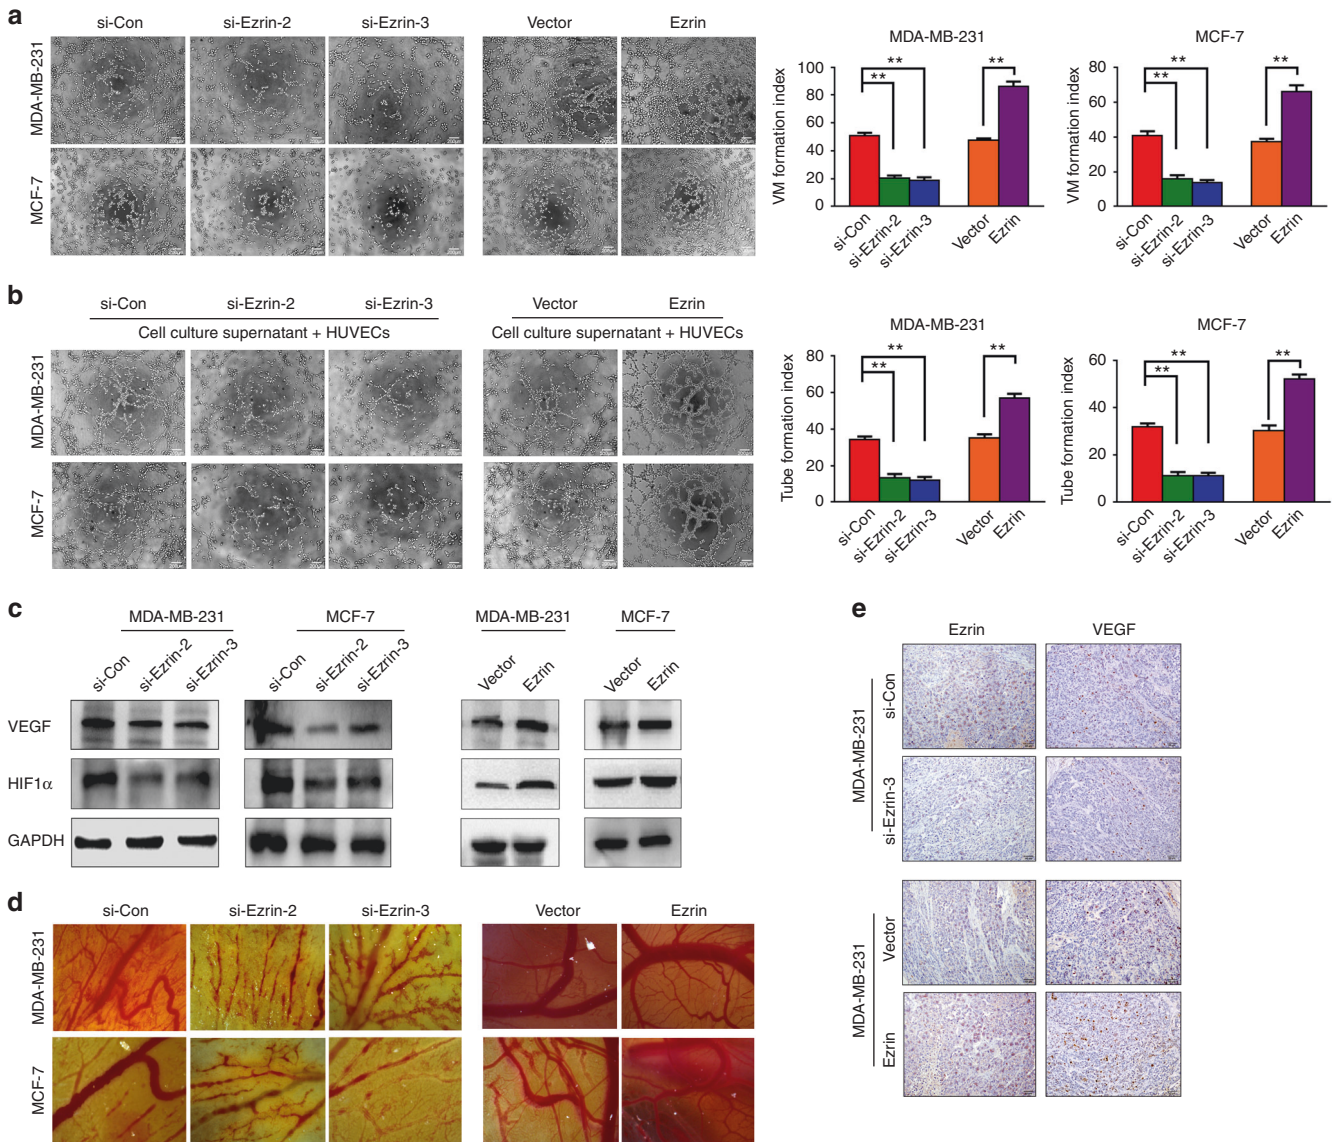 a
si-Con si-Ezrin-2 si-Ezrin-3 Vector Ezrin
MDA-MB-231
MCF-7
MDA-MB-231
VM formation index
100
80
60
40
20
0
** ** **
si-Con si-Ezrin-2 si-Ezrin-3 Vector Ezrin
MCF-7
VM formation index
80
60
40
20
0
** ** **
si-Con si-Ezrin-2 si-Ezrin-3 Vector Ezrin
b
si-Con si-Ezrin-2 si-Ezrin-3 Vector Ezrin
Cell culture supernatant + HUVECs Cell culture supernatant + HUVECs
MDA-MB-231
MCF-7
MDA-MB-231
Tube formation index
80
60
40
20
0
** ** **
si-Con si-Ezrin-2 si-Ezrin-3 Vector Ezrin
MCF-7
Tube formation index
60
40
20
0
** ** **
si-Con si-Ezrin-2 si-Ezrin-3 Vector Ezrin
c
MDA-MB-231 MCF-7 MDA-MB-231 MCF-7
si-Con si-Ezrin-2 si-Ezrin-3 si-Con si-Ezrin-2 si-Ezrin-3 Vector Ezrin Vector Ezrin
VEGF
HIF1α
GAPDH
d
si-Con si-Ezrin-2 si-Ezrin-3 Vector Ezrin
MDA-MB-231
MCF-7
e
Ezrin VEGF
MDA-MB-231
si-Con
si-Ezrin-3
MDA-MB-231
Vector
Ezrin